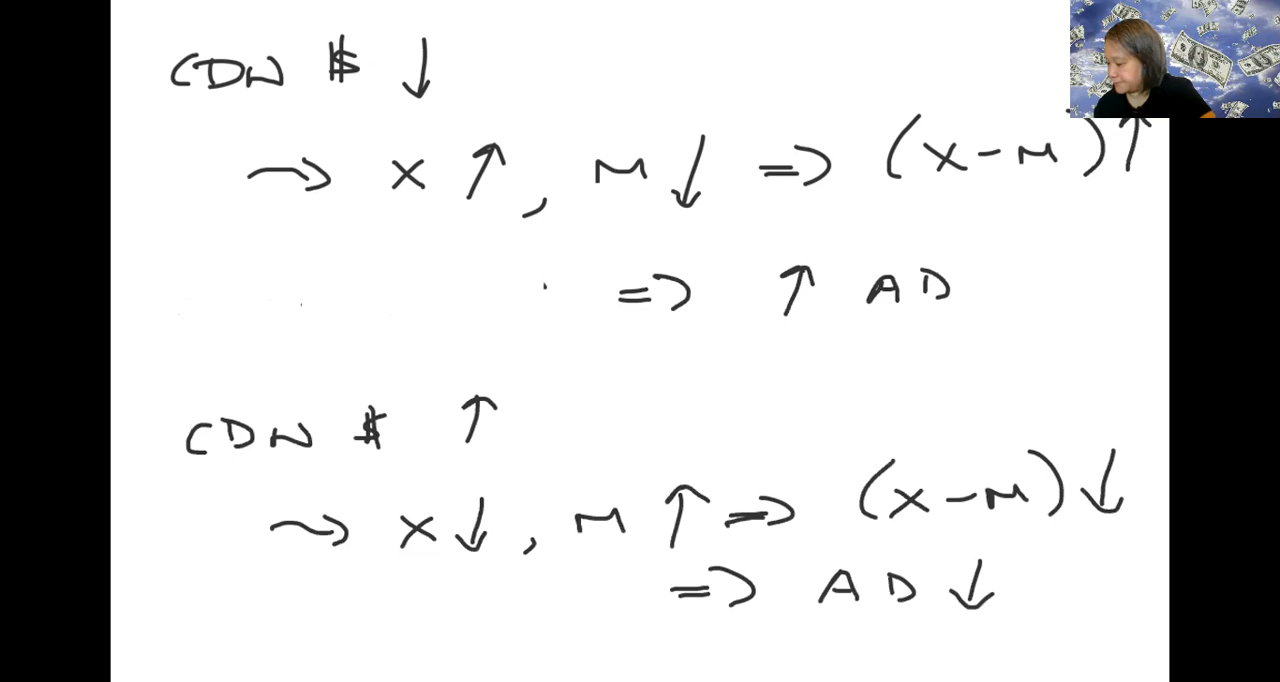 CDN $ ↓
→ X ↑, M ↓ => (X-M)↑
=> ↑ AD
CDN $ ↑
→ X↓, M ↑ => (X-M)↓
=> AD ↓